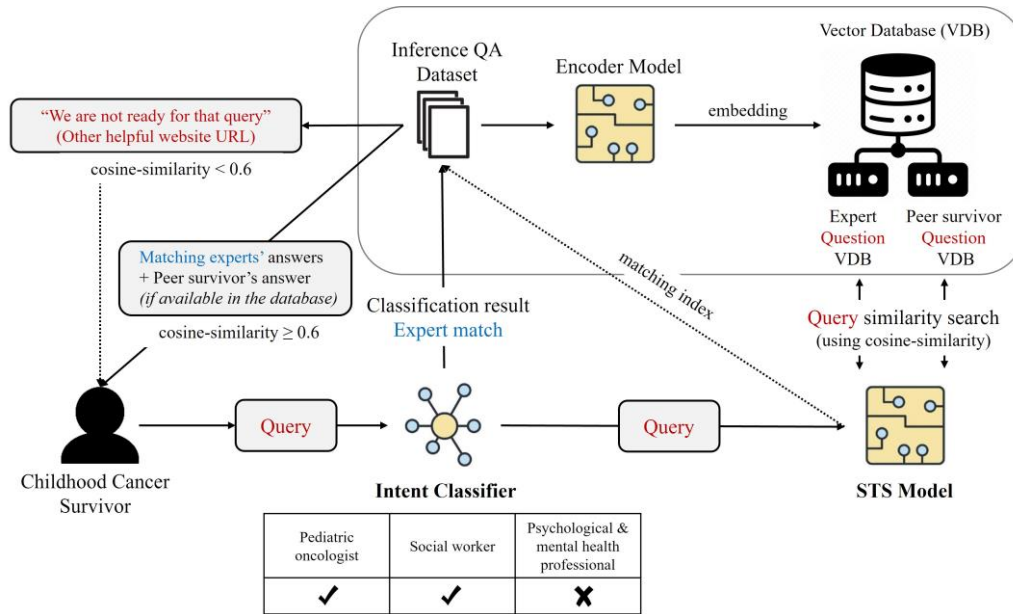 Vector Database (VDB)
Inference QA
Dataset
Encoder Model
embedding
“We are not ready for that query”
(Other helpful website URL)
cosine-similarity < 0.6
Expert
Question
VDB
Peer survivor
Question
VDB
Matching experts’ answers
+ Peer survivor’s answer
(if available in the database)
cosine-similarity ≥ 0.6
Classification result
Expert match
matching index
Query similarity search
(using cosine-similarity)
Query
Query
Childhood Cancer
Survivor
Intent Classifier
STS Model
Pediatric
oncologist
Social worker
Psychological &
mental health
professional
✓
✓
✗